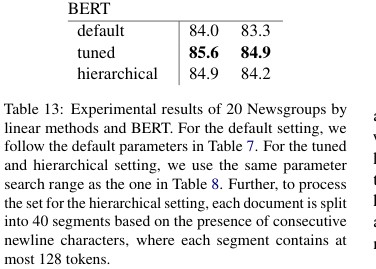 BERT
default 84.0 83.3
tuned 85.6 84.9
hierarchical 84.9 84.2
Table 13: Experimental results of 20 Newsgroups by
linear methods and BERT. For the default setting, we
follow the default parameters in Table 7. For the tuned
and hierarchical setting, we use the same parameter
search range as the one in Table 8. Further, to process
the set for the hierarchical setting, each document is split
into 40 segments based on the presence of consecutive
newline characters, where each segment contains at
most 128 tokens.